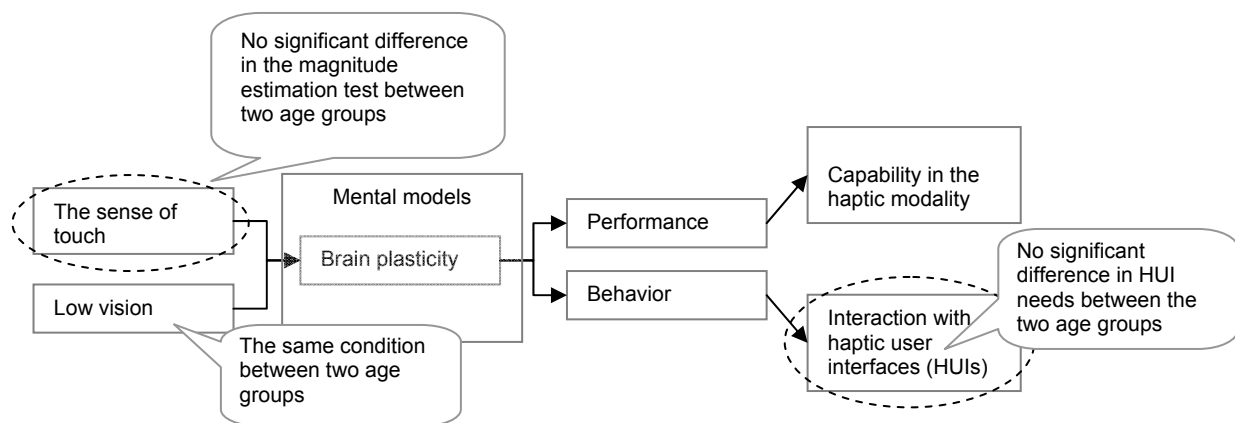 No significant difference
in the magnitude
estimation test between
two age groups
The sense of
touch
Low vision
The same condition
between two age
groups
Mental models
Brain plasticity
Performance
Behavior
Capability in the
haptic modality
Interaction with
haptic user
interfaces (HUIs)
No significant
difference in HUI
needs between the
two age groups